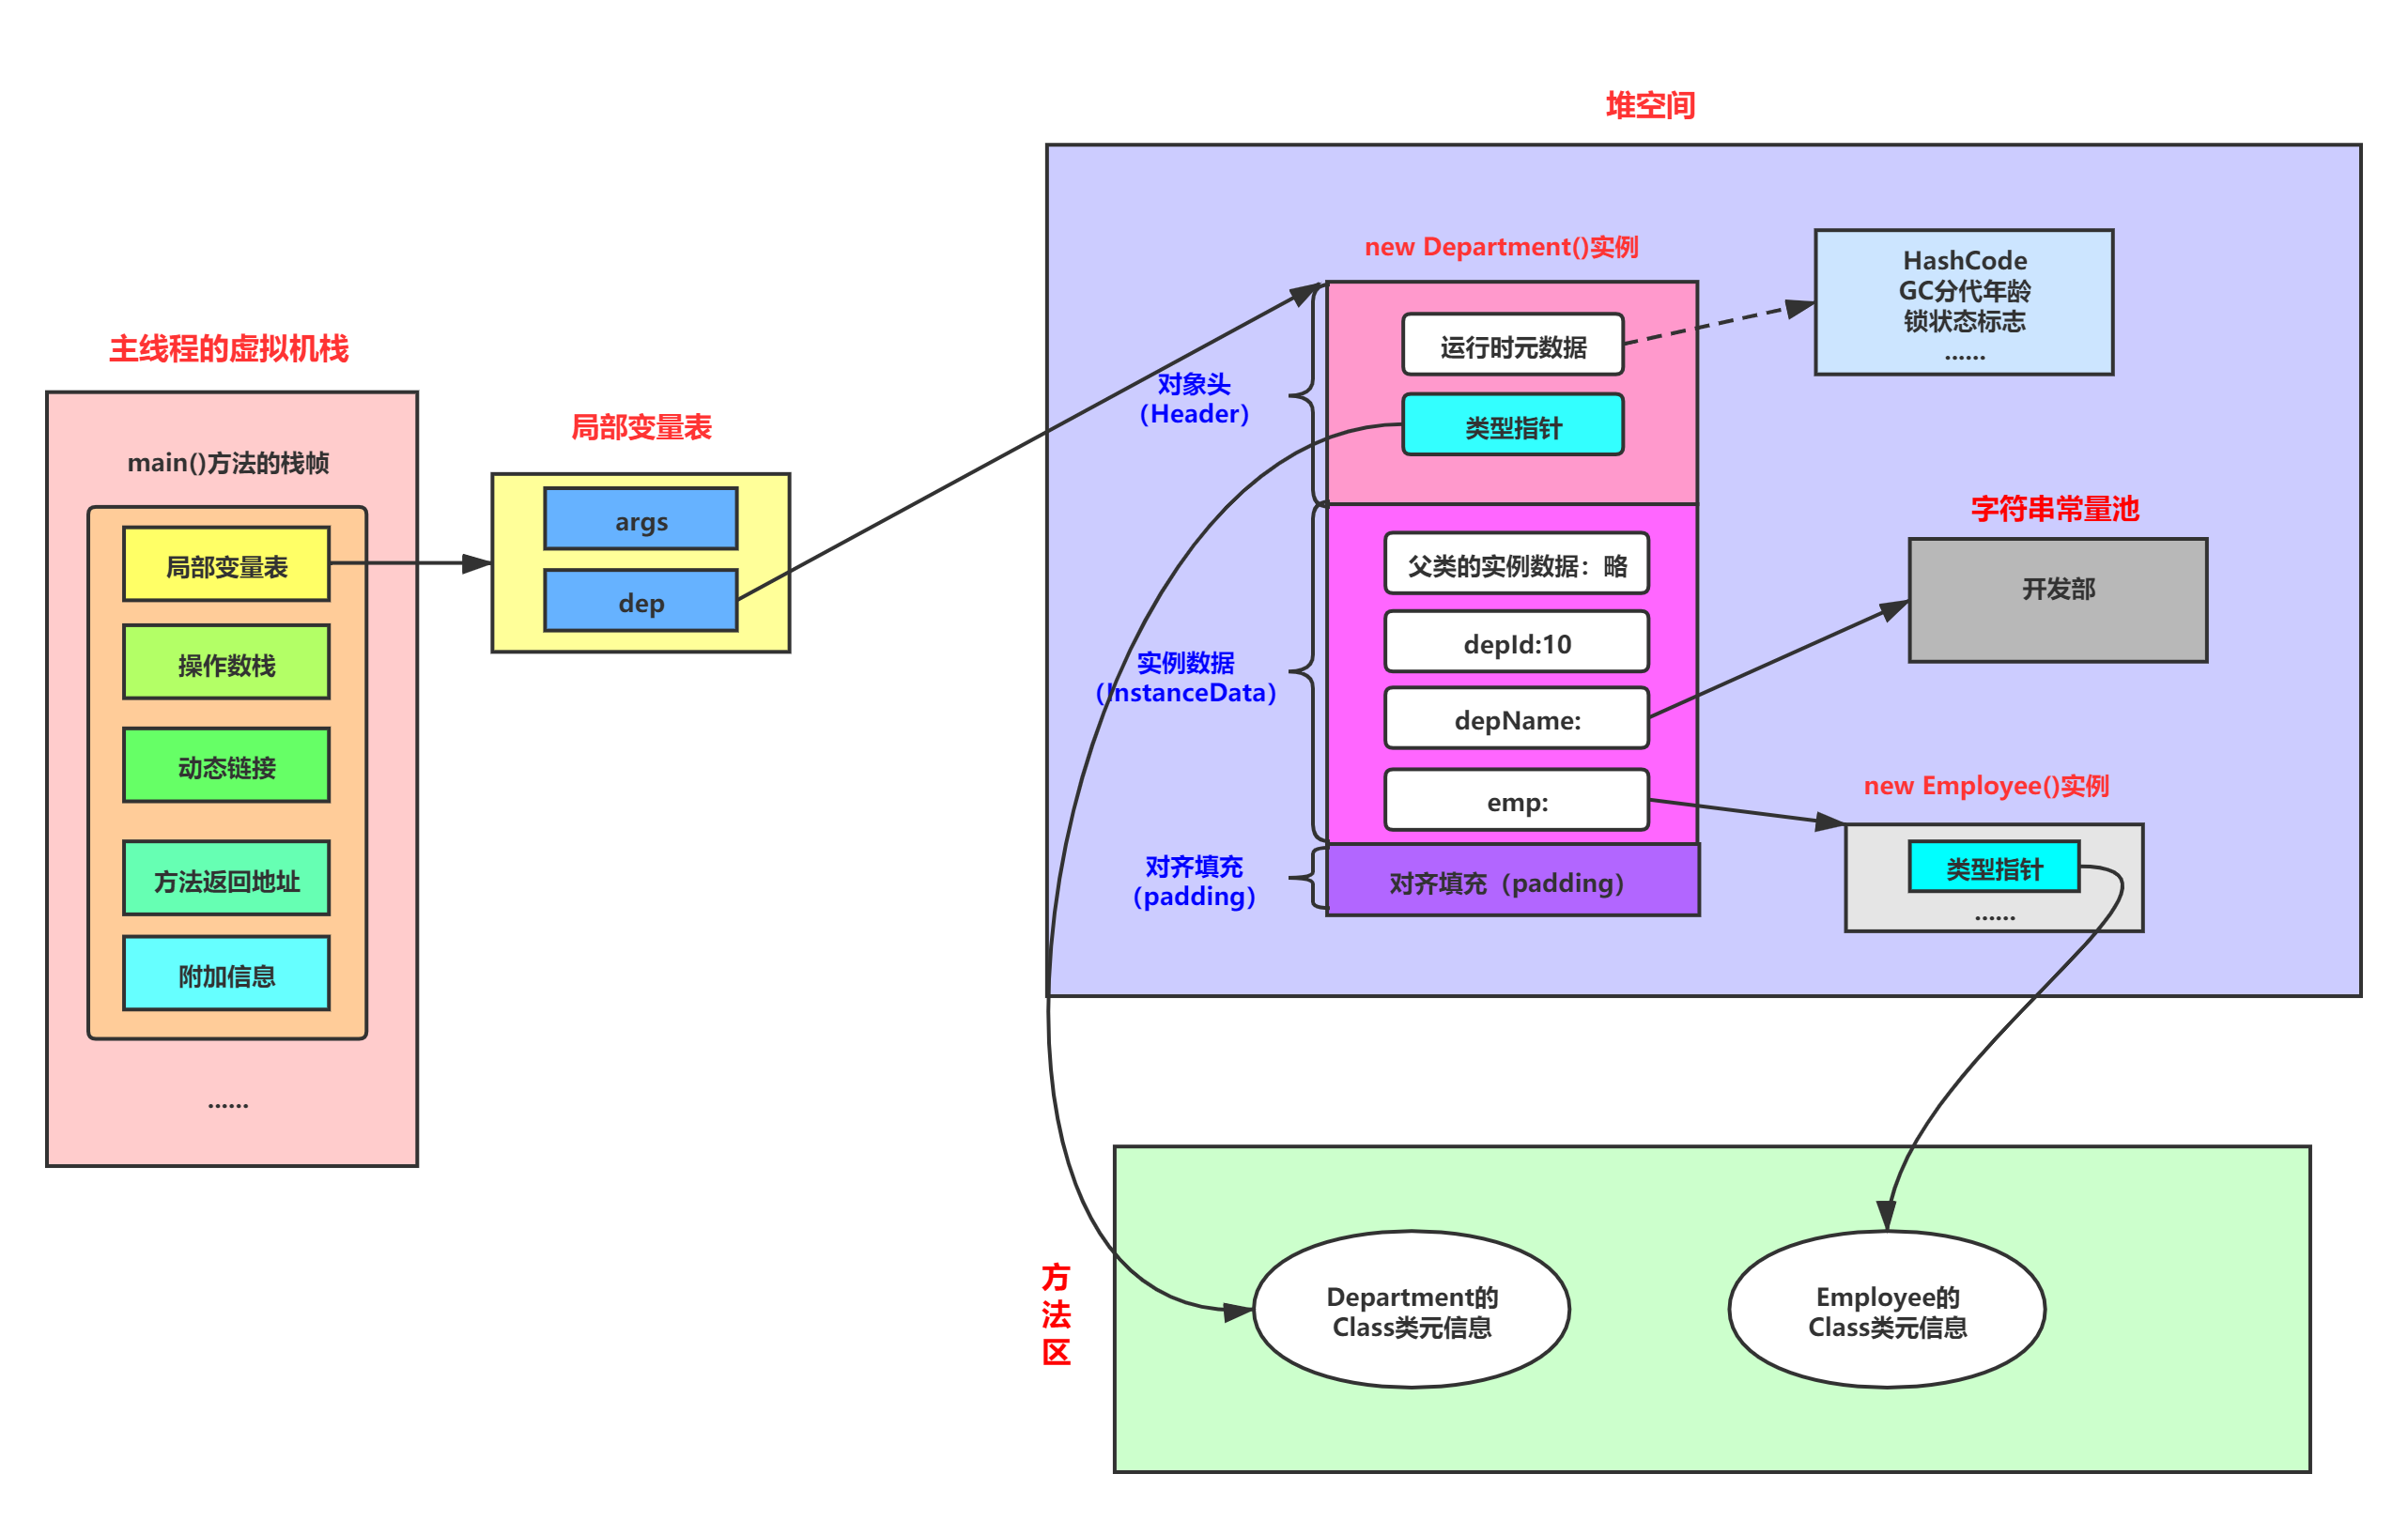 堆空间
new Department()实例
HashCode
GC分代年龄
锁状态标志
......
运行时元数据
对象头
（Header）
类型指针
主线程的虚拟机栈
main()方法的栈帧
局部变量表
操作数栈
动态链接
方法返回地址
附加信息
......
局部变量表
args
dep
字符串常量池
开发部
父类的实例数据：略
depId:10
实例数据
（InstanceData）
depName:
emp:
new Employee()实例
类型指针
......
对齐填充
（padding）
对齐填充（padding）
方
法
区
Department的
Class类元信息
Employee的
Class类元信息